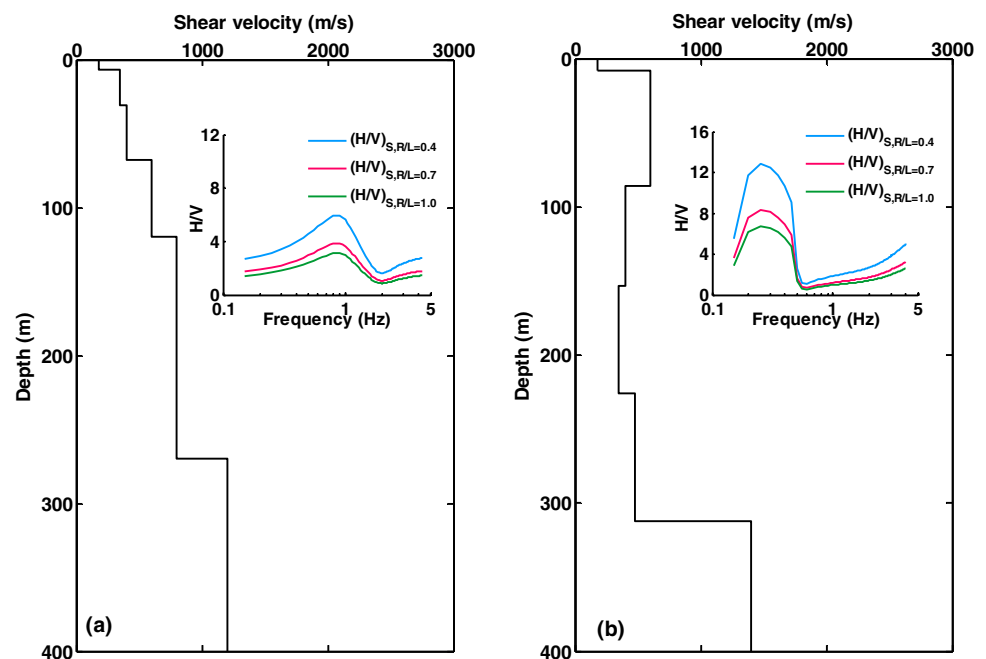 Shear velocity (m/s)
0 1000 2000 3000
0
100
200
300
400
Depth (m)
12
8
4
0
H/V
0.1 1 5
Frequency (Hz)
(H/V)S,R/L=0.4
(H/V)S,R/L=0.7
(H/V)S,R/L=1.0
(a)
Shear velocity (m/s)
0 1000 2000 3000
0
100
200
300
400
Depth (m)
16
12
8
4
0
H/V
0.1 1 5
Frequency (Hz)
(H/V)S,R/L=0.4
(H/V)S,R/L=0.7
(H/V)S,R/L=1.0
(b)